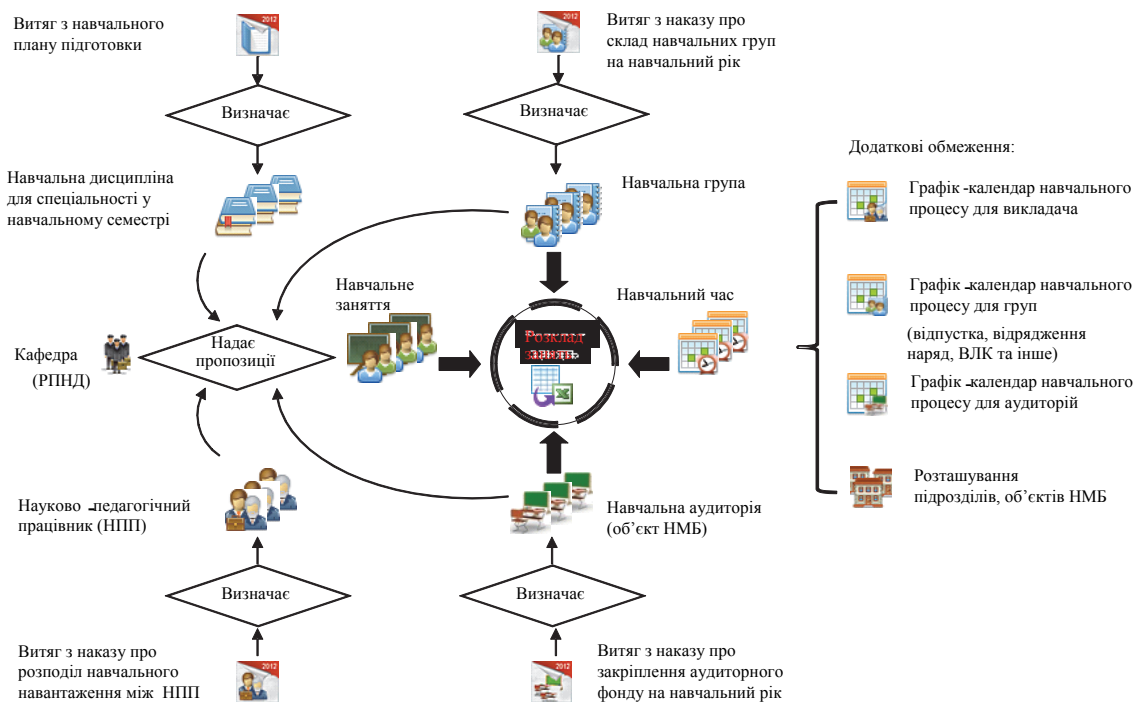 Витяг з навчального
плану підготовки
2012
Витяг з наказу про
склад навчальних груп
на навчальний рік
2012
Визначає
Визначає
Навчальна дисципліна
для спеціальності у
навчальному семестрі
Навчальна група
Навчальне
заняття
Навчальний час
Кафедра
(РПНД)
Надає
пропозиції
Розклад
занять
Науково -педагогічний
працівник (НПП)
Навчальна аудиторія
(об’єкт НМБ)
Визначає
Визначає
Витяг з наказу про
розподіл навчального
навантаження між НПП
2012
Витяг з наказу про
закріплення аудиторного
фонду на навчальний рік
2012
Додаткові обмеження:
Графік -календар навчального
процесу для викладача
Графік -календар навчального
процесу для груп
(відпустка, відрядження
наряд, ВЛК та інше)
Графік -календар навчального
процесу для аудиторій
Розташування
підрозділів, об’єктів НМБ